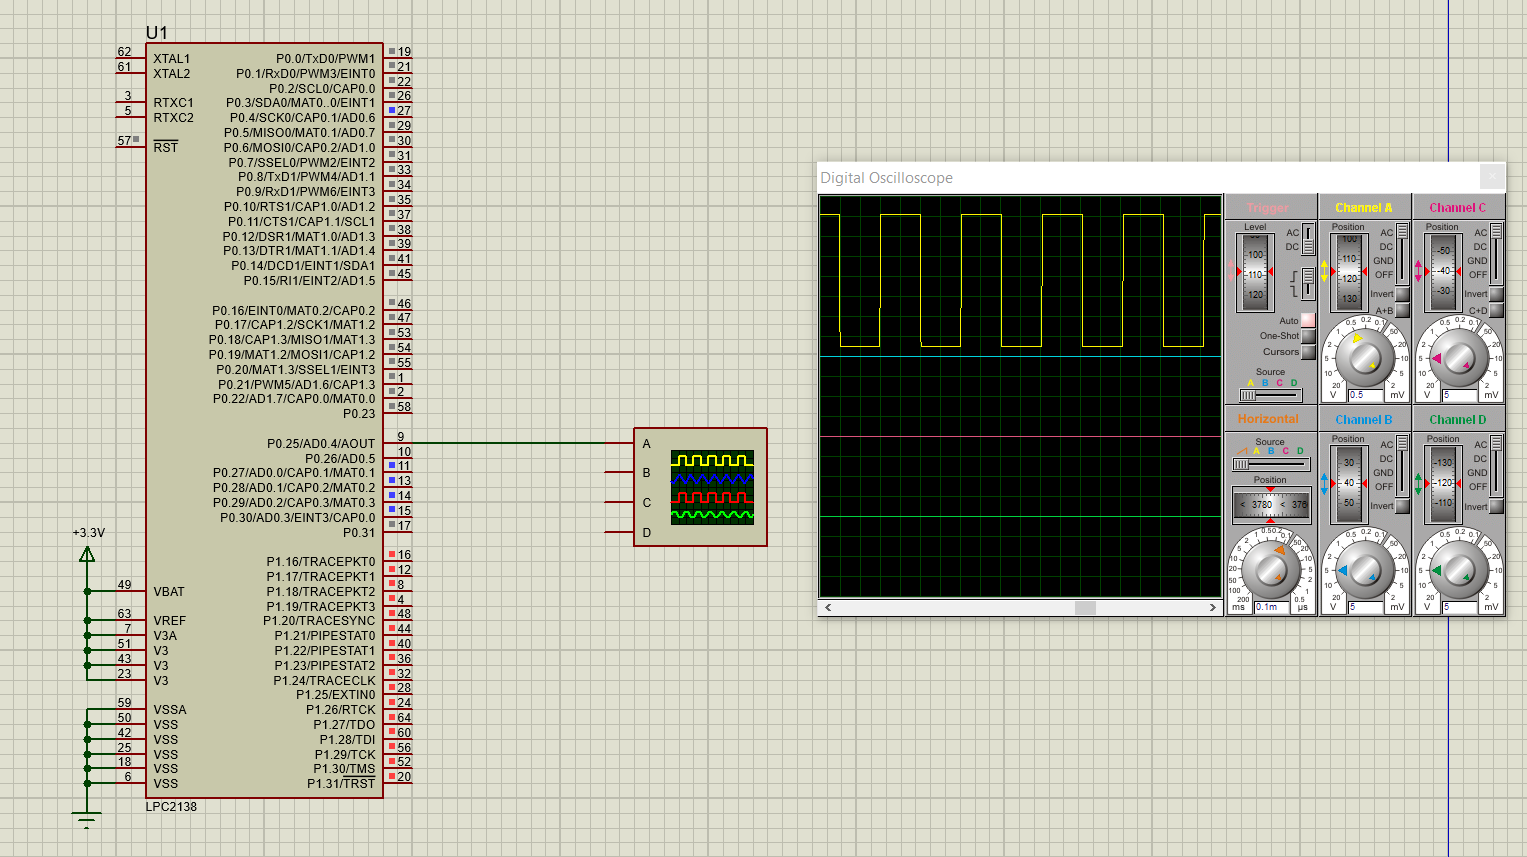 U1
62 XTAL1
61 XTAL2
3 RTXC1
5 RTXC2
57 RST
49 VBAT
63 VREF
7 V3A
51 V3
43 V3
23 V3
59 VSSA
50 VSS
42 VSS
25 VSS
18 VSS
6 VSS
P0.0/TxD0/PWM1 19
P0.1/RxD0/PWM3/EINT0 21
P0.2/SCL0/CAP0.0 22
P0.3/SDA0/MAT0..0/EINT1 26
P0.4/SCK0/CAP0.1/AD0.6 27
P0.5/MISO0/MAT0.1/AD0.7 29
P0.6/MOSI0/CAP0.2/AD1.0 30
P0.7/SSEL0/PWM2/EINT2 31
P0.8/TxD1/PWM4/AD1.1 33
P0.9/RxD1/PWM6/EINT3 34
P0.10/RTS1/CAP1.0/AD1.2 35
P0.11/CTS1/CAP1.1/SCL1 37
P0.12/DSR1/MAT1.0/AD1.3 38
P0.13/DTR1/MAT1.1/AD1.4 39
P0.14/DCD1/EINT1/SDA1 41
P0.15/RI1/EINT2/AD1.5 45
P0.16/EINT0/MAT0.2/CAP0.2 46
P0.17/CAP1.2/SCK1/MAT1.2 47
P0.18/CAP1.3/MISO1/MAT1.3 53
P0.19/MAT1.2/MOSI1/CAP1.2 54
P0.20/MAT1.3/SSEL1/EINT3 55
P0.21/PWM5/AD1.6/CAP1.3 1
P0.22/AD1.7/CAP0.0/MAT0.0 2
P0.23 58
P0.25/AD0.4/AOUT 9
P0.26/AD0.5 10
P0.27/AD0.0/CAP0.1/MAT0.1 11
P0.28/AD0.1/CAP0.2/MAT0.2 13
P0.29/AD0.2/CAP0.3/MAT0.3 14
P0.30/AD0.3/EINT3/CAP0.0 15
P0.31 17
P1.16/TRACEPKT0 16
P1.17/TRACEPKT1 12
P1.18/TRACEPKT2 8
P1.19/TRACEPKT3 4
P1.20/TRACESYNC 48
P1.21/PIPESTAT0 44
P1.22/PIPESTAT1 40
P1.23/PIPESTAT2 36
P1.24/TRACECLK 32
P1.25/EXTIN0 28
P1.26/RTCK 24
P1.27/TDO 64
P1.28/TDI 60
P1.29/TCK 56
P1.30/TMS 52
P1.31/TRST 20
LPC2138
+3.3V
A
B
C
D
Digital Oscilloscope
Trigger
Level
AC
DC
100
110
120
Auto
One-Shot
Cursors
Source
A B C D
Channel A
Position
AC
DC
GND
OFF
100
110
120
130
Invert
A+B
V 0.5 mV
Channel C
Position
AC
DC
GND
OFF
-50
-40
-30
Invert
C+D
V 5 mV
Horizontal
Source
A B C D
Position
< 3780 < 376
ms 0.1m µs
Channel B
Position
AC
DC
GND
OFF
30
40
50
Invert
V 5 mV
Channel D
Position
AC
DC
GND
OFF
-130
-120
-110
Invert
V 5 mV